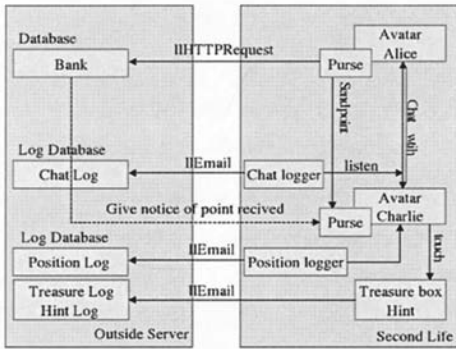 Database
Bank
llHTTPRequest
Purse
Avatar
Alice
Sendpoint
Chat with
Log Database
Chat Log
llEmail
Chat logger
listen
Give notice of point recived
Purse
Avatar
Charlie
Log Database
Position Log
llEmail
Position logger
touch
Treasure Log
Hint Log
llEmail
Treasure box
Hint
Outside Server
Second Life